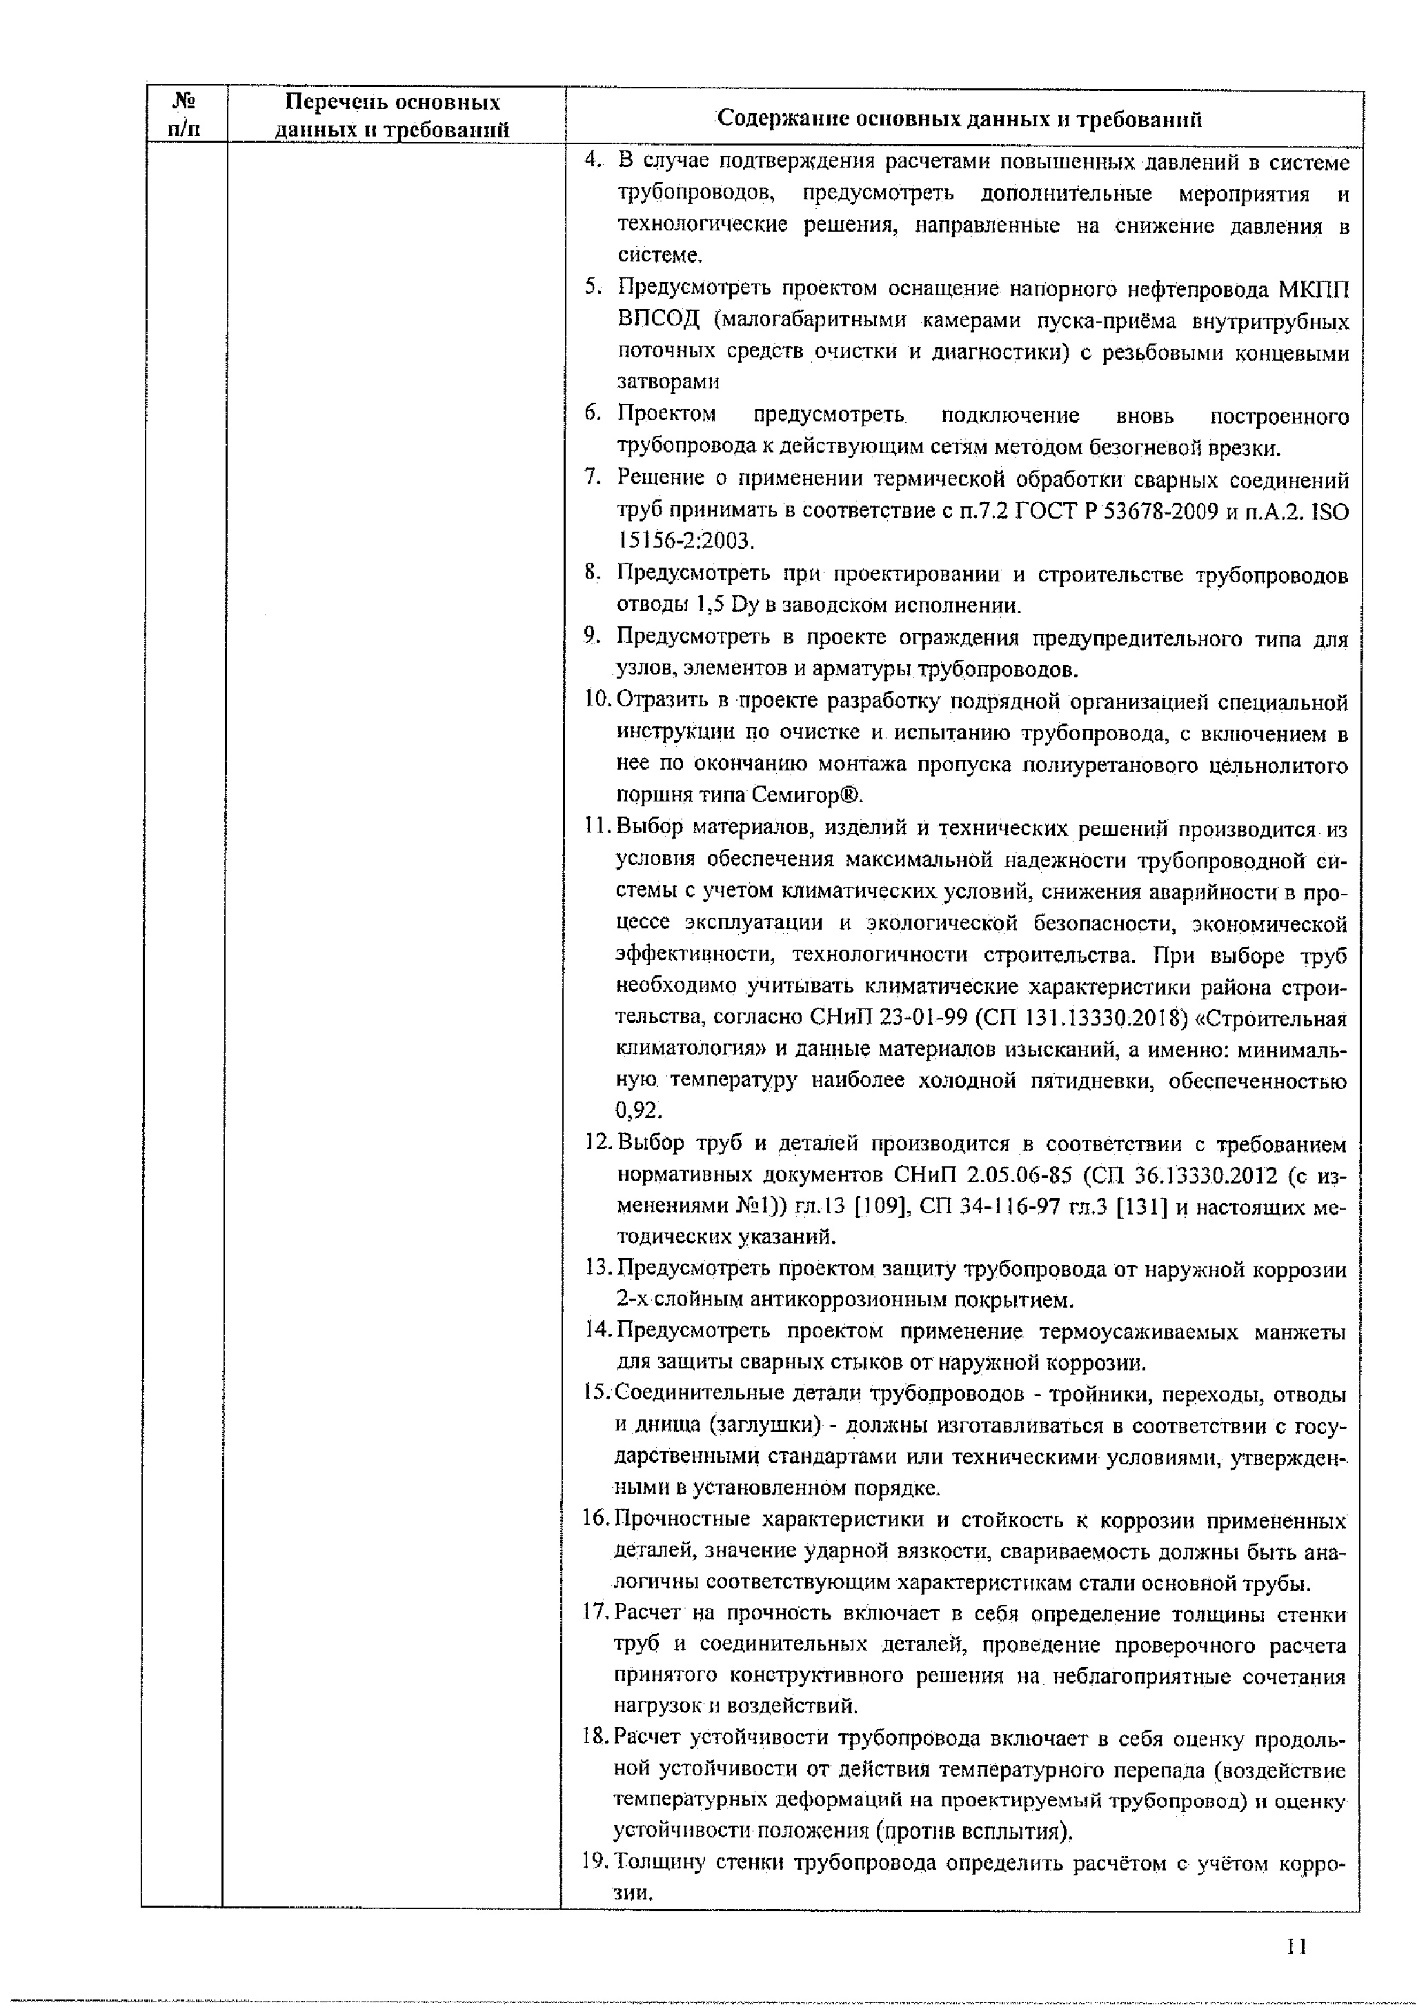 №
п/п
Перечень основных
данных и требований
Содержание основных данных и требований
4. В случае подтверждения расчетами повышенных давлений в системе
трубопроводов, предусмотреть дополнительные мероприятия и
технологические решения, направленные на снижение давления в
системе.
5. Предусмотреть проектом оснащение напорного нефтепровода МКПП
ВПСОД (малогабаритными камерами пуска-приёма внутритрубных
поточных средств очистки и диагностики) с резьбовыми концевыми
затворами
6. Проектом предусмотреть подключение вновь построенного
трубопровода к действующим сетям методом безогневой врезки.
7. Решение о применении термической обработки сварных соединений
труб принимать в соответствие с п.7.2 ГОСТ Р 53678-2009 и п.А.2. ISO
15156-2:2003.
8. Предусмотреть при проектировании и строительстве трубопроводов
отводы 1,5 Dy в заводском исполнении.
9. Предусмотреть в проекте ограждения предупредительного типа для
узлов, элементов и арматуры трубопроводов.
10. Отразить в проекте разработку подрядной организацией специальной
инструкции по очистке и испытанию трубопровода, с включением в
нее по окончанию монтажа пропуска полиуретанового цельнолитого
поршня типа Семигор®.
11. Выбор материалов, изделий и технических решений производится из
условия обеспечения максимальной надежности трубопроводной си-
стемы с учетом климатических условий, снижения аварийности в про-
цессе эксплуатации и экологической безопасности, экономической
эффективности, технологичности строительства. При выборе труб
необходимо учитывать климатические характеристики района строи-
тельства, согласно СНиП 23-01-99 (СП 131.13330.2018) «Строительная
климатология» и данные материалов изысканий, а именно: минималь-
ную температуру наиболее холодной пятидневки, обеспеченностью
0,92.
12. Выбор труб и деталей производится в соответствии с требованием
нормативных документов СНиП 2.05.06-85 (СП 36.13330.2012 (с из-
менениями №1)) гл.13 [109], СП 34-116-97 гл.3 [131] и настоящих ме-
тодических указаний.
13. Предусмотреть проектом защиту трубопровода от наружной коррозии
2-х слойным антикоррозионным покрытием.
14. Предусмотреть проектом применение термоусаживаемых манжеты
для защиты сварных стыков от наружной коррозии.
15. Соединительные детали трубопроводов - тройники, переходы, отводы
и днища (заглушки) - должны изготавливаться в соответствии с госу-
дарственными стандартами или техническими условиями, утвержден-
ными в установленном порядке.
16. Прочностные характеристики и стойкость к коррозии примененных
деталей, значение ударной вязкости, свариваемость должны быть ана-
логичны соответствующим характеристикам стали основной трубы.
17. Расчет на прочность включает в себя определение толщины стенки
труб и соединительных деталей, проведение проверочного расчета
принятого конструктивного решения на неблагоприятные сочетания
нагрузок и воздействий.
18. Расчет устойчивости трубопровода включает в себя оценку продоль-
ной устойчивости от действия температурного перепада (воздействие
температурных деформаций на проектируемый трубопровод) и оценку
устойчивости положения (против всплытия).
19. Толщину стенки трубопровода определить расчётом с учётом корро-
зии.
11